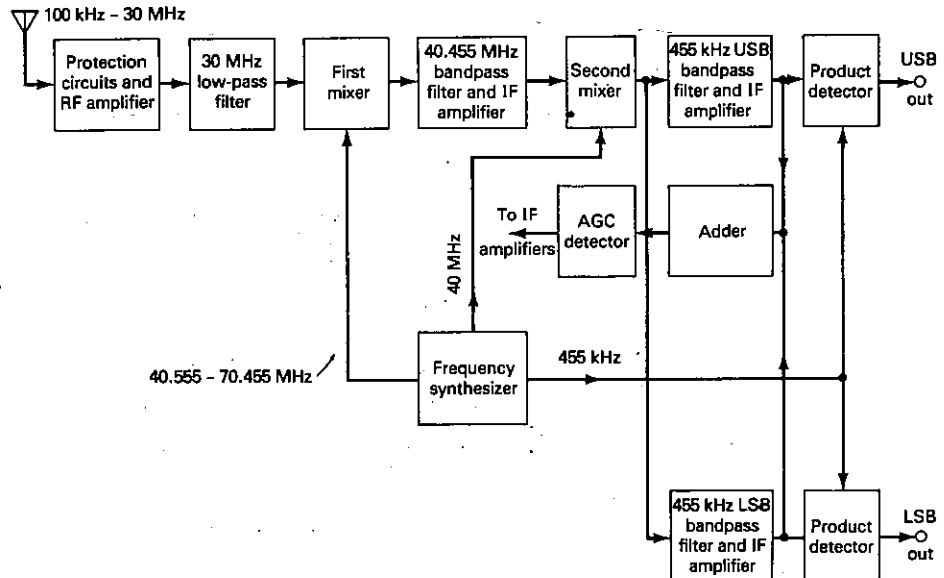 100 kHz – 30 MHz
Protection
circuits and
RF amplifier
30 MHz
low-pass
filter
First
mixer
40.455 MHz
bandpass
filter and IF
amplifier
Second
mixer
455 kHz USB
bandpass
filter and IF
amplifier
Product
detector
USB
out
To IF
amplifiers
AGC
detector
Adder
40 MHz
40.555 – 70.455 MHz
Frequency
synthesizer
455 kHz
455 kHz LSB
bandpass
filter and IF
amplifier
Product
detector
LSB
out